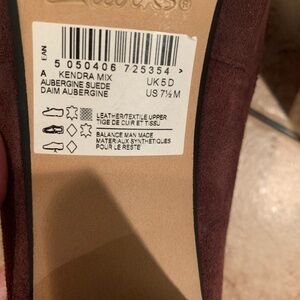 Clarks®
EAN
5 050406 725354 >
A KENDRA MIX UK 5 D
AUBERGINE SUEDE US 7½ M
DAIM AUBERGINE
LEATHER/TEXTILE UPPER
TIGE DE CUIR ET TISSU
BALANCE MAN MADE
MATERIAUX SYNTHETIQUES
POUR LE RESTE